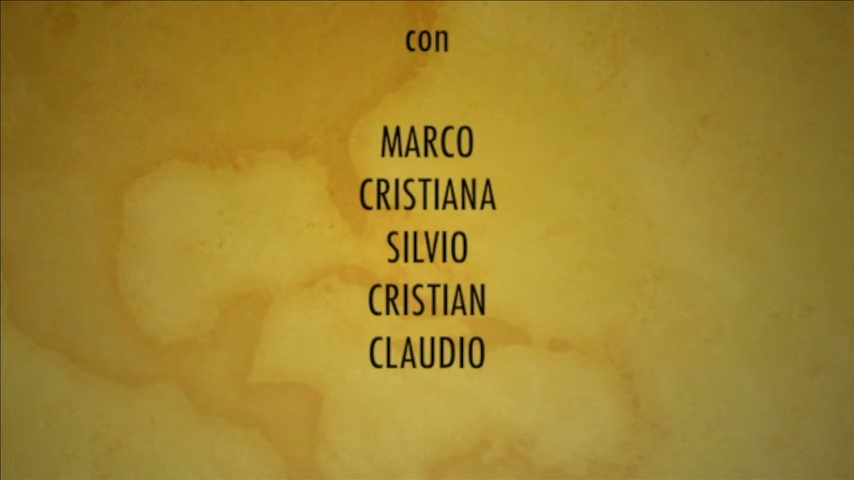 con
MARCO
CRISTIANA
SILVIO
CRISTIAN
CLAUDIO